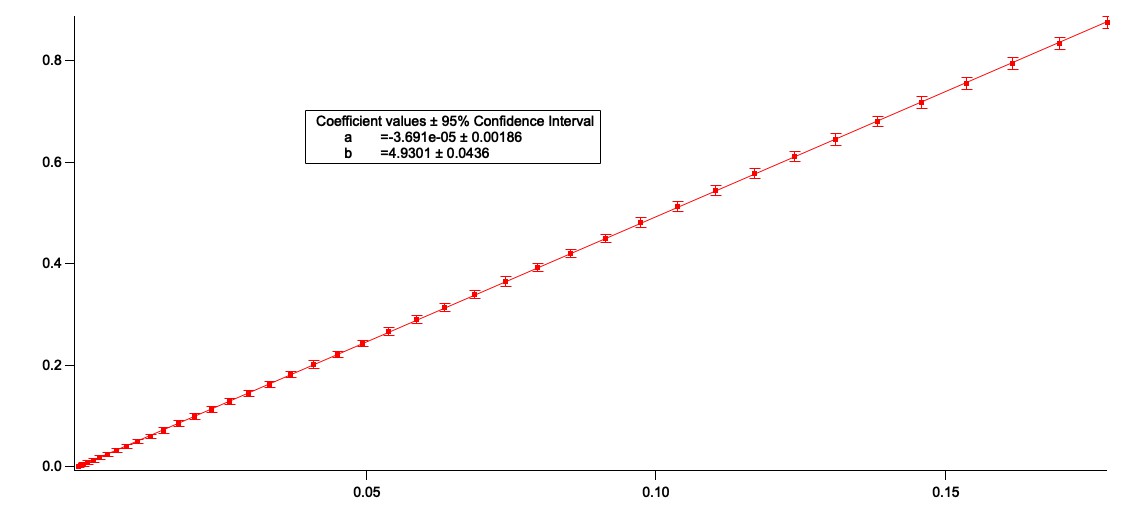 0.8
Coefficient values ± 95% Confidence Interval
a =-3.691e-05 ± 0.00186
b =4.9301 ± 0.0436
0.6
0.4
0.2
0.0
0.05 0.10 0.15